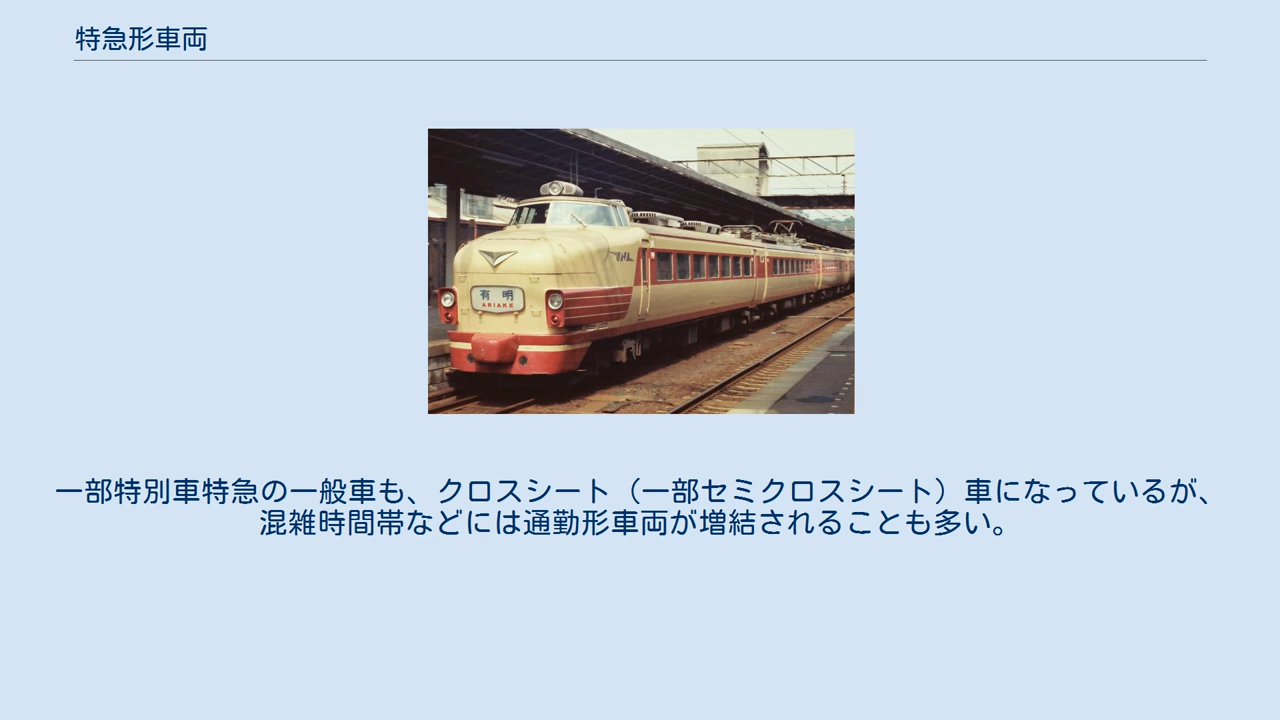 特急形車両
有明
ARIAKE
一部特別車特急の一般車も、クロスシート（一部セミクロスシート）車になっているが、
混雑時間帯などには通勤形車両が増結されることも多い。